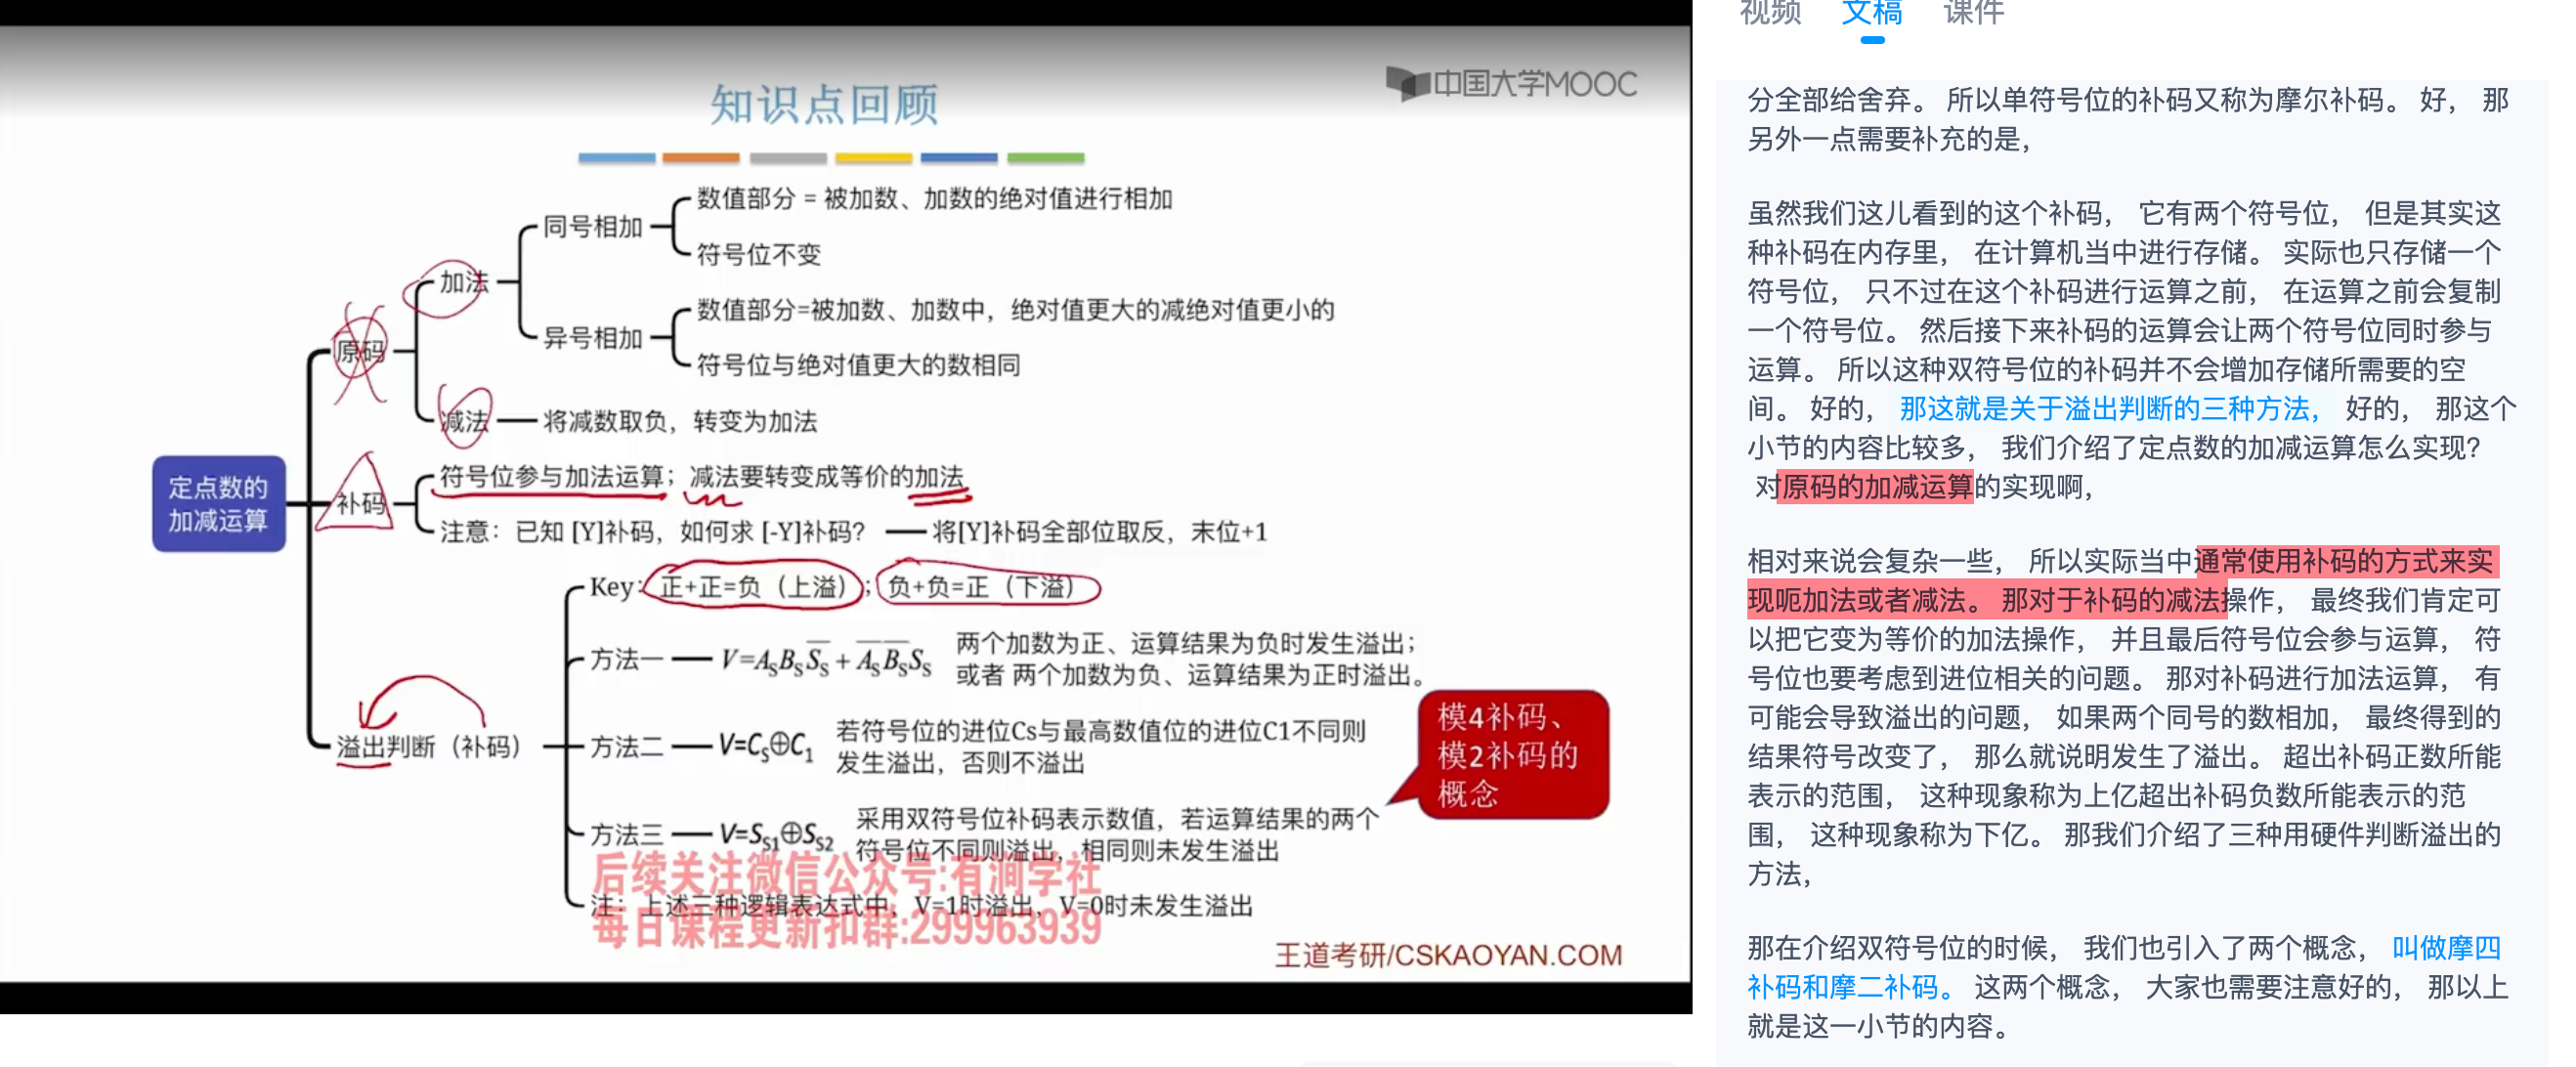 知识点回顾
中国大学MOOC
定点数的
加减运算
原码
加法
同号相加
数值部分 = 被加数、加数的绝对值进行相加
符号位不变
异号相加
数值部分=被加数、加数中，绝对值更大的减绝对值更小的
符号位与绝对值更大的数相同
减法
将减数取负，转变为加法
补码
符号位参与加法运算；减法要转变成等价的加法
注意：已知 [Y]补码，如何求 [-Y]补码？
将[Y]补码全部位取反，末位+1
溢出判断（补码）
Key：正+正=负（上溢）；负+负=正（下溢）
方法一
V=A_S B_S \overline{S_S} + \overline{A_S} \overline{B_S} S_S
两个加数为正、运算结果为负时发生溢出；
或者 两个加数为负、运算结果为正时溢出。
方法二
V=C_S⊕C_1
若符号位的进位Cs与最高数值位的进位C1不同则
发生溢出，否则不溢出
方法三
V=S_S1⊕S_S2
采用双符号位补码表示数值，若运算结果的两个
符号位不同则溢出，相同则未发生溢出
注：上述三种逻辑表达式中，V=1时溢出，V=0时未发生溢出
模4补码、
模2补码的
概念
后续关注微信公众号:有涧学社
每日课程更新扣群:299963939
王道考研/CSKAOYAN.COM
视频 文稿 课件
分全部给舍弃。 所以单符号位的补码又称为摩尔补码。 好， 那
另外一点需要补充的是，
虽然我们这儿看到的这个补码， 它有两个符号位， 但是其实这
种补码在内存里， 在计算机当中进行存储。 实际也只存储一个
符号位， 只不过在这个补码进行运算之前， 在运算之前会复制
一个符号位。 然后接下来补码的运算会让两个符号位同时参与
运算。 所以这种双符号位的补码并不会增加存储所需要的空
间。 好的， 那这就是关于溢出判断的三种方法， 好的， 那这个
小节的内容比较多， 我们介绍了定点数的加减运算怎么实现？
对原码的加减运算的实现啊，
相对来说会复杂一些， 所以实际当中通常使用补码的方式来实
现呃加法或者减法。 那对于补码的减法操作， 最终我们肯定可
以把它变为等价的加法操作， 并且最后符号位会参与运算， 符
号位也要考虑到进位相关的问题。 那对补码进行加法运算， 有
可能会导致溢出的问题， 如果两个同号的数相加， 最终得到的
结果符号改变了， 那么就说明发生了溢出。 超出补码正数所能
表示的范围， 这种现象称为上亿超出补码负数所能表示的范
围， 这种现象称为下亿。 那我们介绍了三种用硬件判断溢出的
方法，
那在介绍双符号位的时候， 我们也引入了两个概念， 叫做摩四
补码和摩二补码。 这两个概念， 大家也需要注意好的， 那以上
就是这一小节的内容。